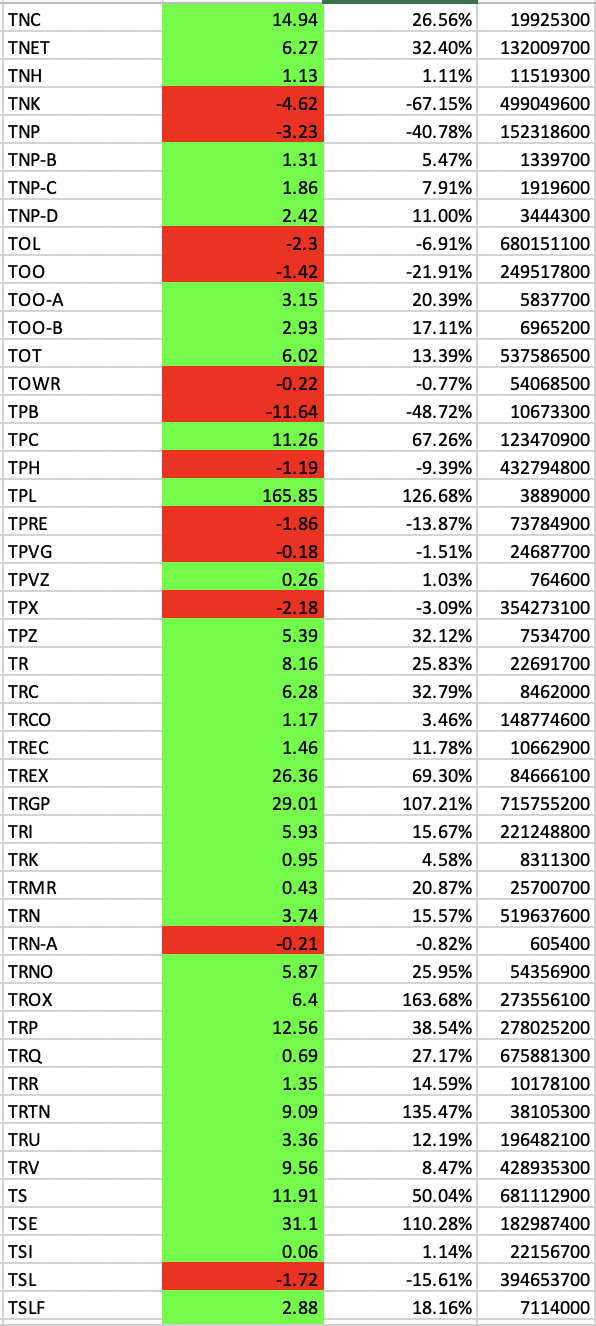 TNC 14.94 26.56% 19925300
TNET 6.27 32.40% 132009700
TNH 1.13 1.11% 11519300
TNK -4.62 -67.15% 499049600
TNP -3.23 -40.78% 152318600
TNP-B 1.31 5.47% 1339700
TNP-C 1.86 7.91% 1919600
TNP-D 2.42 11.00% 3444300
TOL -2.3 -6.91% 680151100
TOO -1.42 -21.91% 249517800
TOO-A 3.15 20.39% 5837700
TOO-B 2.93 17.11% 6965200
TOT 6.02 13.39% 537586500
TOWR -0.22 -0.77% 54068500
TPB -11.64 -48.72% 10673300
TPC 11.26 67.26% 123470900
TPH -1.19 -9.39% 432794800
TPL 165.85 126.68% 3889000
TPRE -1.86 -13.87% 73784900
TPVG -0.18 -1.51% 24687700
TPVZ 0.26 1.03% 764600
TPX -2.18 -3.09% 354273100
TPZ 5.39 32.12% 7534700
TR 8.16 25.83% 22691700
TRC 6.28 32.79% 8462000
TRCO 1.17 3.46% 148774600
TREC 1.46 11.78% 10662900
TREX 26.36 69.30% 84666100
TRGP 29.01 107.21% 715755200
TRI 5.93 15.67% 221248800
TRK 0.95 4.58% 8311300
TRMR 0.43 20.87% 25700700
TRN 3.74 15.57% 519637600
TRN-A -0.21 -0.82% 605400
TRNO 5.87 25.95% 54356900
TROX 6.4 163.68% 273556100
TRP 12.56 38.54% 278025200
TRQ 0.69 27.17% 675881300
TRR 1.35 14.59% 10178100
TRTN 9.09 135.47% 38105300
TRU 3.36 12.19% 196482100
TRV 9.56 8.47% 428935300
TS 11.91 50.04% 681112900
TSE 31.1 110.28% 182987400
TSI 0.06 1.14% 22156700
TSL -1.72 -15.61% 394653700
TSLF 2.88 18.16% 7114000